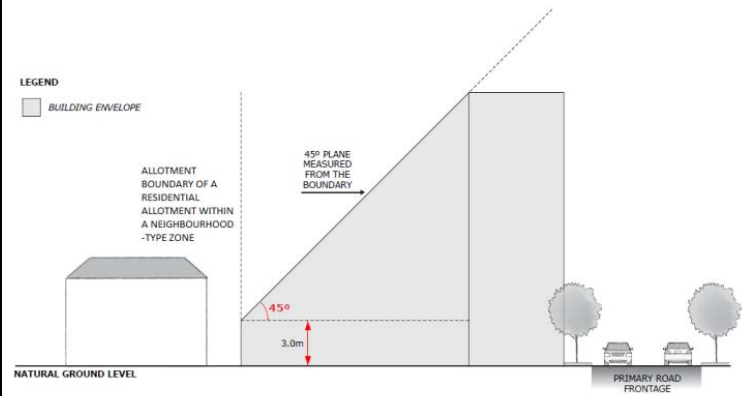 LEGEND
BUILDING ENVELOPE
ALLOTMENT
BOUNDARY OF A
RESIDENTIAL
ALLOTMENT WITHIN
A NEIGHBOURHOOD
-TYPE ZONE
45º PLANE
MEASURED
FROM THE
BOUNDARY
45º
3.0m
NATURAL GROUND LEVEL
PRIMARY ROAD
FRONTAGE